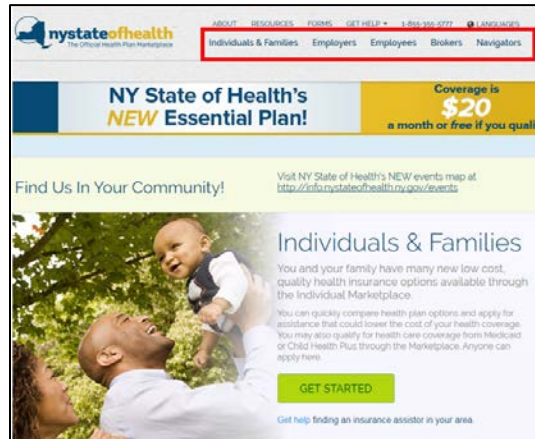 nystateofhealth
The Official Health Plan Marketplace
ABOUT RESOURCES FORMS GET HELP 1-855-355-5777 LANGUAGES
Individuals & Families Employers Employees Brokers Navigators
NY State of Health's
NEW Essential Plan!
Coverage is
$20
a month or free if you quali
Find Us In Your Community!
Visit NY State of Health's NEW events map at
http://info.nystateofhealth.ny.gov/events
Individuals & Families
You and your family have many new low cost,
quality health insurance options available through
the Individual Marketplace.
You can quickly compare health plan options and apply for
assistance that could lower the cost of your health coverage.
You may also qualify for health care coverage from Medicaid
or Child Health Plus through the Marketplace. Anyone can
apply here.
GET STARTED
Get help finding an insurance assistor in your area.